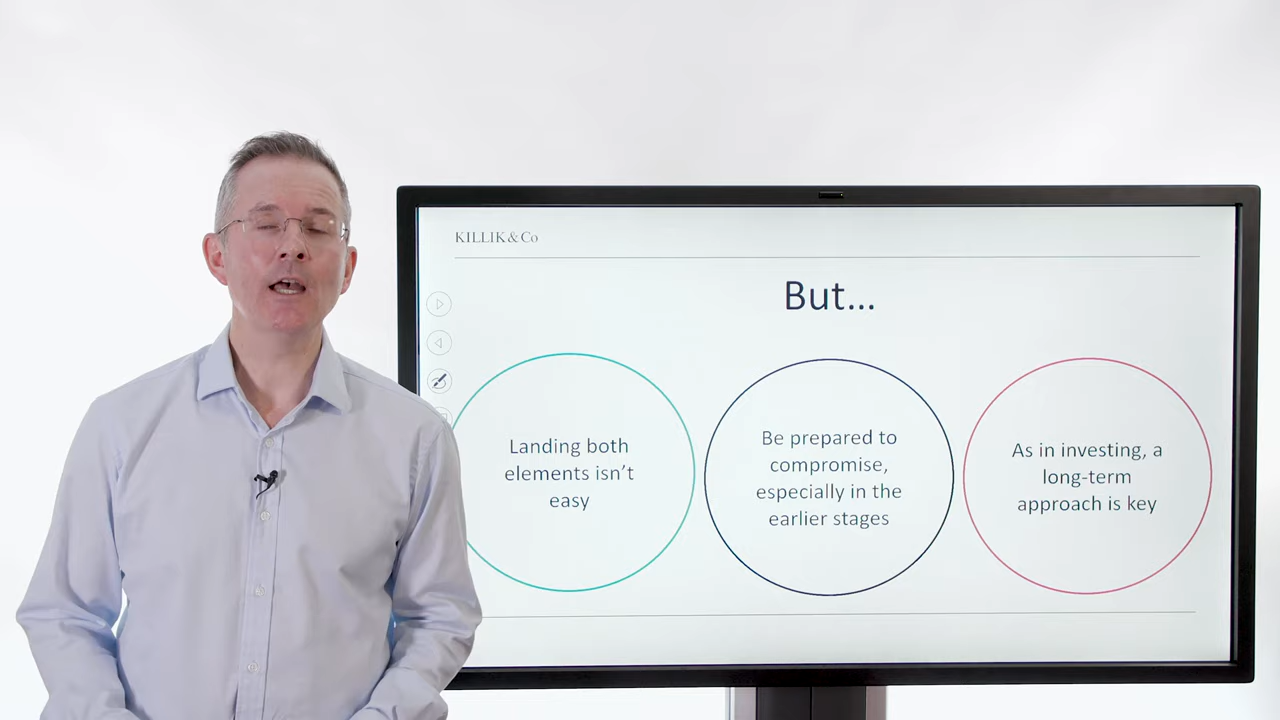 KILLIK&Co
But...
Landing both
elements isn't
easy
Be prepared to
compromise,
especially in the
earlier stages
As in investing, a
long-term
approach is key